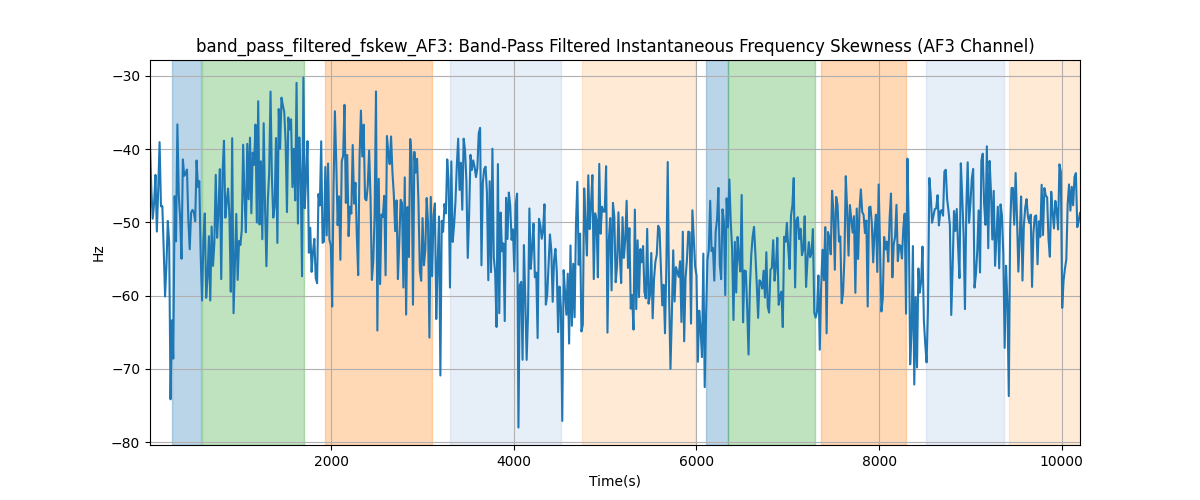 band_pass_filtered_fskew_AF3: Band-Pass Filtered Instantaneous Frequency Skewness (AF3 Channel)
−30
−40
−50
−60
−70
−80
Hz
2000 4000 6000 8000 10000
Time(s)